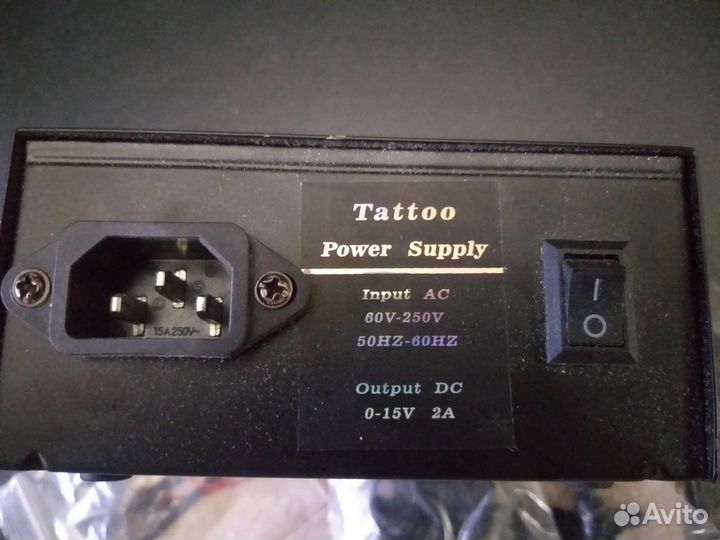 Tattoo
Power Supply
Input AC
60V-250V
50HZ-60HZ
Output DC
0-15V 2A
15A250V~
I
O
Avito